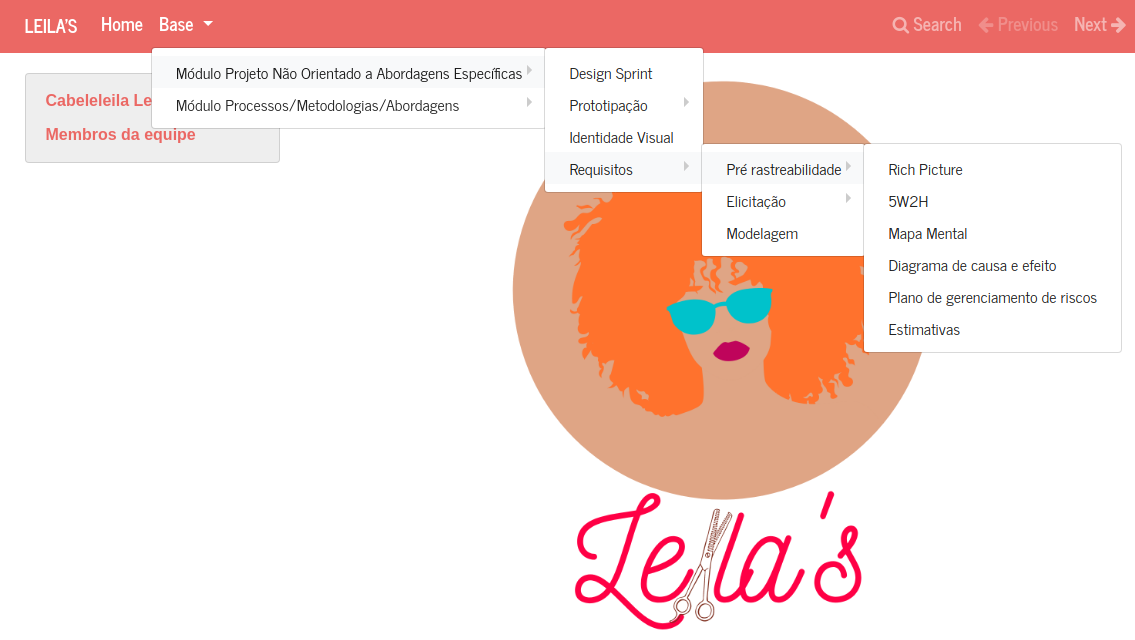 LEILA'S Home Base Search Previous Next
Cabeleleila Le
Membros da equipe
Módulo Projeto Não Orientado a Abordagens Específicas
Módulo Processos/Metodologias/Abordagens
Design Sprint
Prototipação
Identidade Visual
Requisitos
Pré rastreabilidade
Elicitação
Modelagem
Rich Picture
5W2H
Mapa Mental
Diagrama de causa e efeito
Plano de gerenciamento de riscos
Estimativas
Leila's